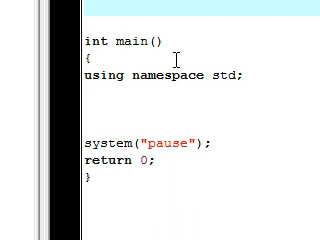 int main()
{
using namespace std;
system("pause");
return 0;
}